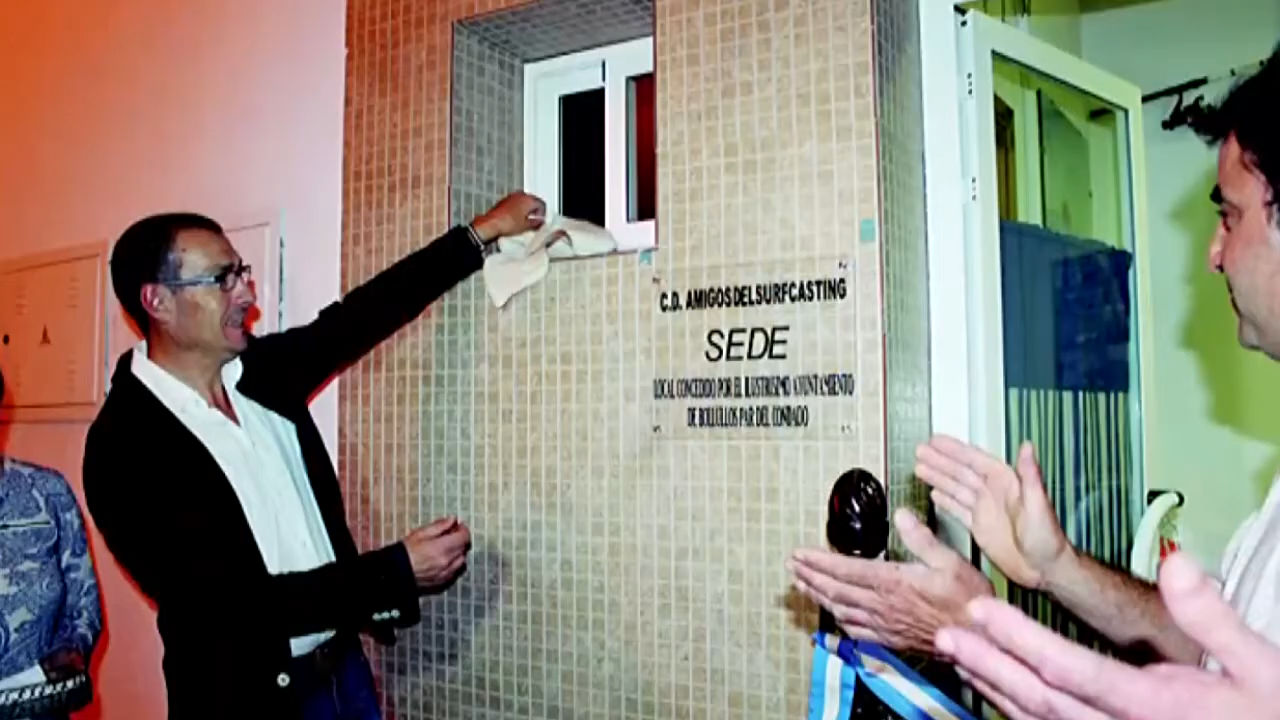 C.D. AMIGOS DEL SURFCASTING
SEDE
LOCAL CONCEDIDO POR EL ILUSTRISIMO AYUNTAMIENTO
DE BOLLULLOS PAR DEL CONDADO